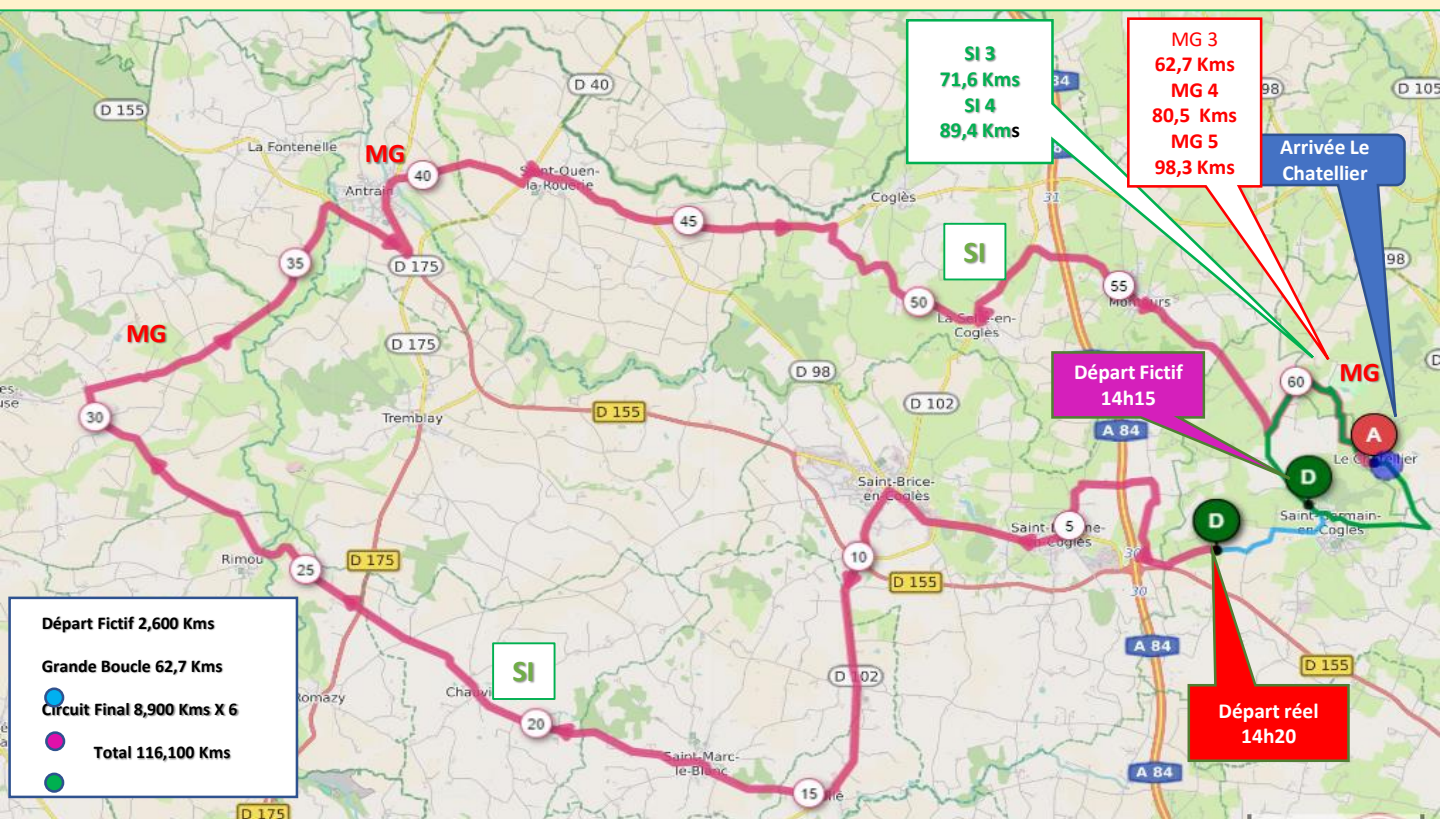 SI 3
71,6 Kms
SI 4
89,4 Kms
MG 3
62,7 Kms
MG 4
80,5 Kms
MG 5
98,3 Kms
Arrivée Le
Chatellier
84
98
D 105
D 40
D 155
La Fontenelle
MG
Antrain
40
Saint-Ouen-
la-Rouërie
Coglès
31
45
SI
D 175
35
98
55
50
La Selle-en-
Coglès
MG
D 175
D 98
Départ Fictif
14h15
60
MG
30
D 155
D 102
Tremblay
A 84
A
Le Chatellier
D
Saint-Brice-
en-Coglès
D
Saint-Germain-
en-Coglès
5
30
10
Rimou
25
D 175
D 155
30
Départ Fictif 2,600 Kms
Grande Boucle 62,7 Kms
Circuit Final 8,900 Kms X 6
Total 116,100 Kms
SI
A 84
D 155
D 102
Romazy
20
Départ réel
14h20
Saint-Marc-
le-Blanc
A 84
15
D 175